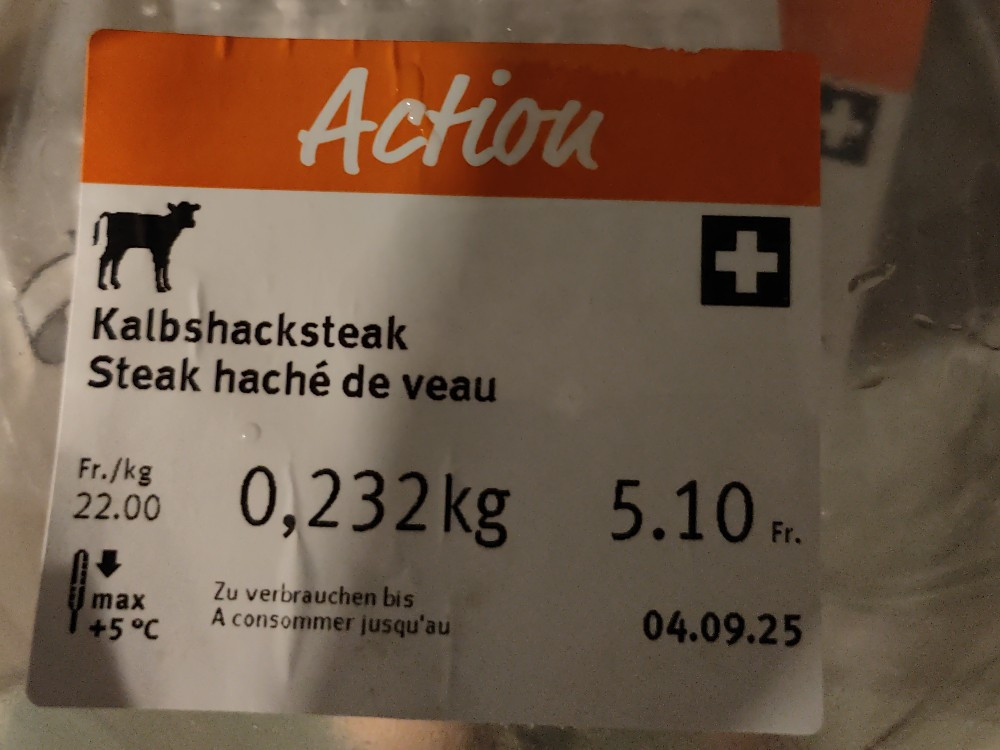 Action
Kalbshacksteak
Steak haché de veau
Fr./kg
22.00 0,232kg 5.10 Fr.
max
+5 °C
Zu verbrauchen bis
A consommer jusqu'au
04.09.25